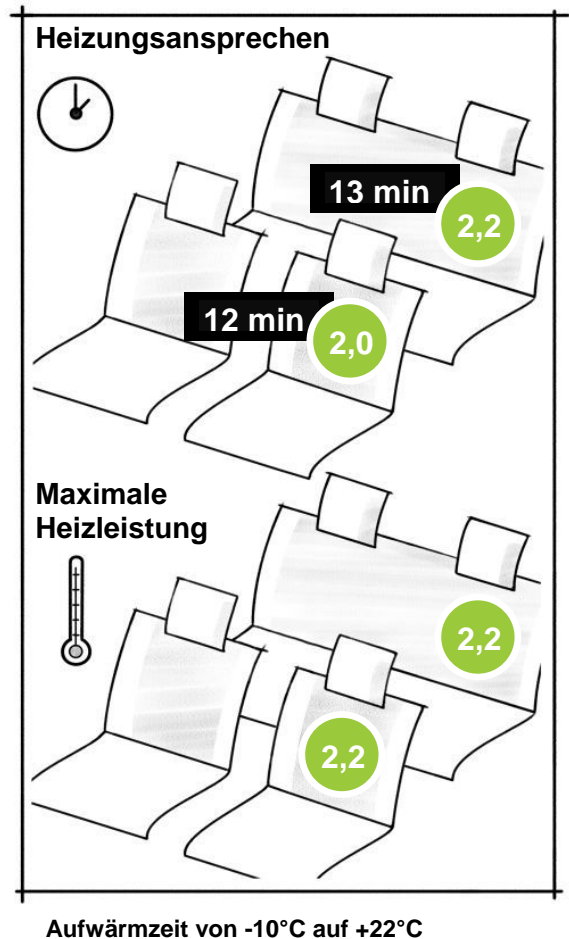 Heizungsansprechen
13 min
2,2
12 min
2,0
Maximale
Heizleistung
2,2
2,2
Aufwärmzeit von -10°C auf +22°C